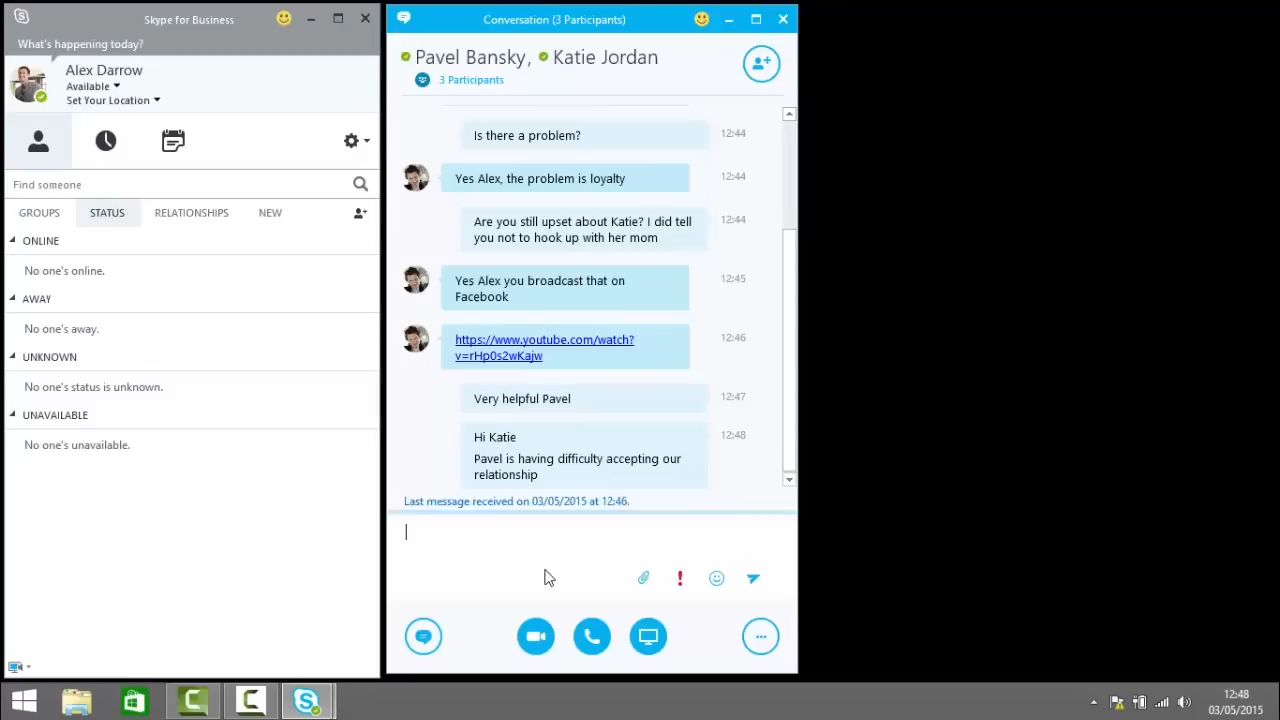 Skype for Business
What's happening today?
Alex Darrow
Available
Set Your Location
Find someone
GROUPS
STATUS
RELATIONSHIPS
NEW
ONLINE
No one's online.
AWAY
No one's away.
UNKNOWN
No one's status is unknown.
UNAVAILABLE
No one's unavailable.
Conversation (3 Participants)
Pavel Bansky, Katie Jordan
3 Participants
Is there a problem?
12:44
Yes Alex, the problem is loyalty
12:44
Are you still upset about Katie? I did tell
you not to hook up with her mom
12:44
Yes Alex you broadcast that on
Facebook
12:45
https://www.youtube.com/watch?
v=rHp0s2wKajw
12:46
Very helpful Pavel
12:47
Hi Katie
12:48
Pavel is having difficulty accepting our
relationship
Last message received on 03/05/2015 at 12:46.
12:48
03/05/2015